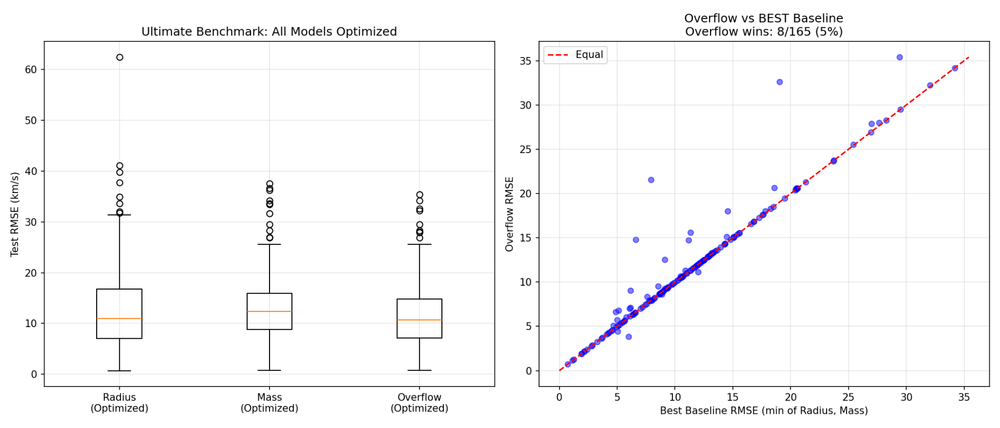 Ultimate Benchmark: All Models Optimized
Test RMSE (km/s)
60
50
40
30
20
10
0
Radius
(Optimized)
Mass
(Optimized)
Overflow
(Optimized)
Overflow vs BEST Baseline
Overflow wins: 8/165 (5%)
Equal
Overflow RMSE
35
30
25
20
15
10
5
0
0
5
10
15
20
25
30
35
Best Baseline RMSE (min of Radius, Mass)